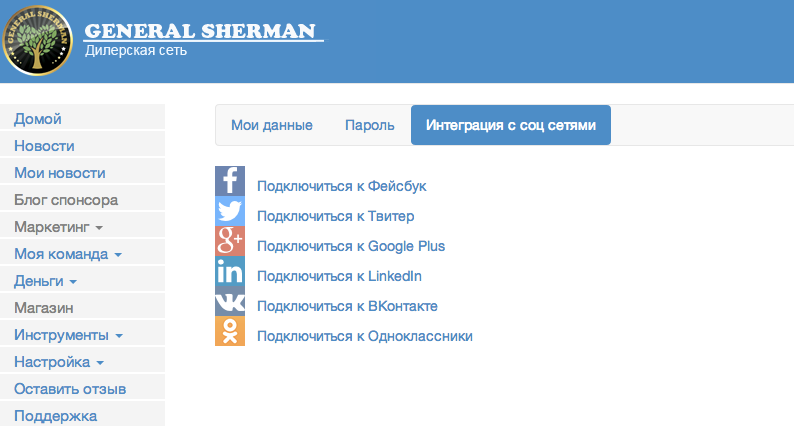 GENERAL SHERMAN
GENERAL SHERMAN
Дилерская сеть
Домой
Новости
Мои новости
Блог спонсора
Маркетинг
Моя команда
Деньги
Магазин
Инструменты
Настройка
Оставить отзыв
Поддержка
Мои данные Пароль Интеграция с соц сетями
Подключиться к Фейсбук
Подключиться к Твитер
Подключиться к Google Plus
Подключиться к LinkedIn
Подключиться к ВКонтакте
Подключиться к Одноклассники